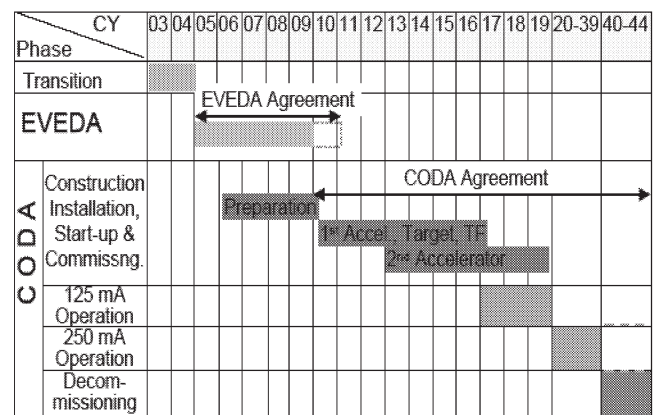 CY 03 04 05 06 07 08 09 10 11 12 13 14 15 16 17 18 19 20-39 40-44
Phase
Transition
EVEDA Agreement
EVEDA
CODA Agreement
CODA
Construction
Installation,
Start-up &
Commissng.
Preparation
1st Accel., Target, TF
2nd Accelerator
125 mA
Operation
250 mA
Operation
Decom-
missioning